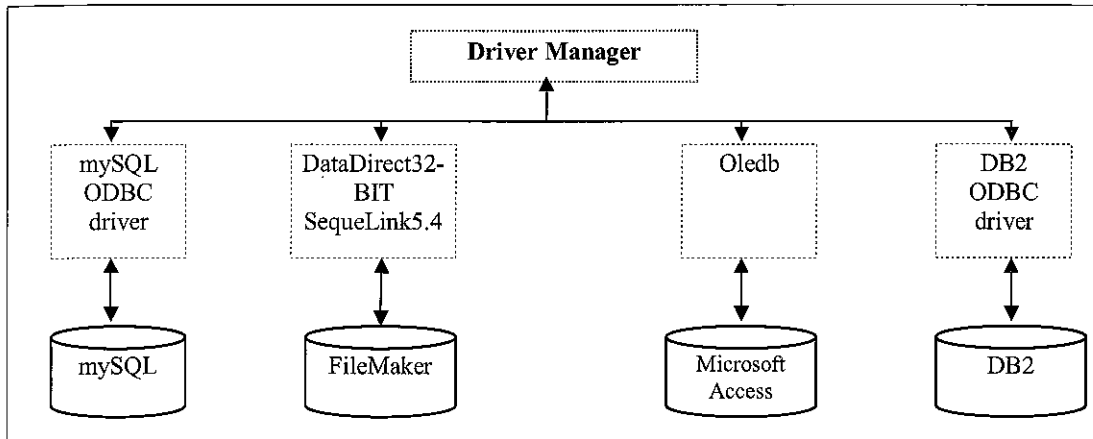 Driver Manager
mySQL
ODBC
driver
DataDirect32-
BIT
SequeLink5.4
Oledb
DB2
ODBC
driver
mySQL
FileMaker
Microsoft
Access
DB2